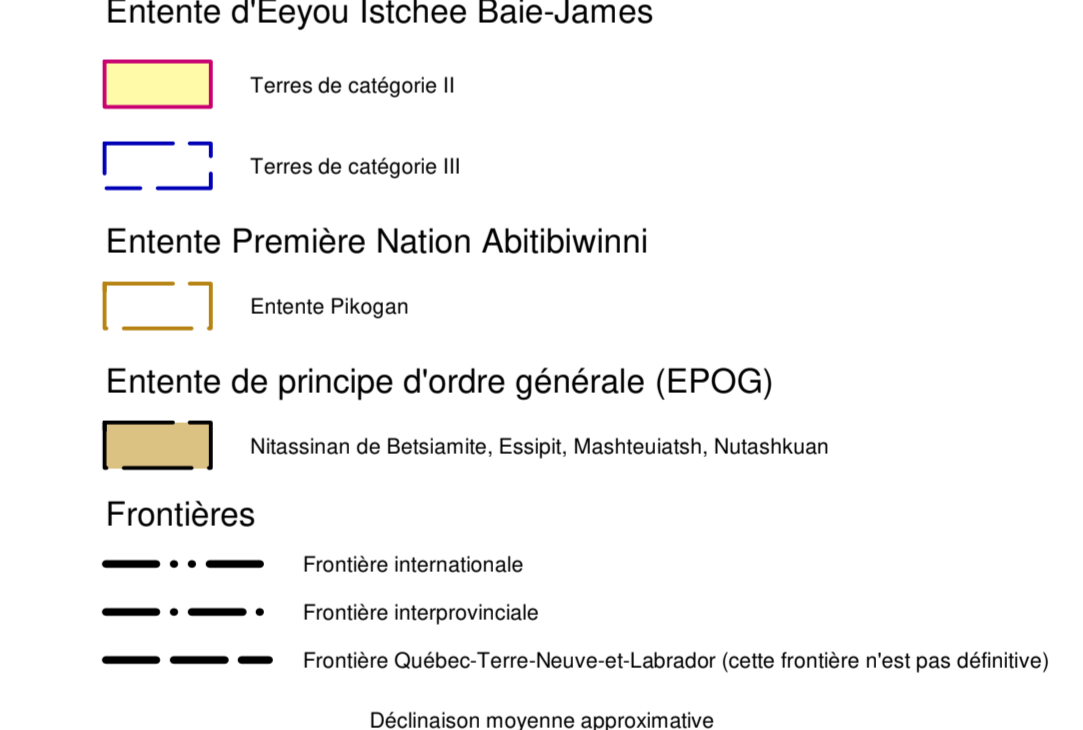 Entente d'Eeyou Istchee Baie-James
Terres de catégorie II
Terres de catégorie III
Entente Première Nation Abitibiwinni
Entente Pikogan
Entente de principe d'ordre générale (EPOG)
Nitassinan de Betsiamite, Essipit, Mashteuiatsh, Nutashkuan
Frontières
Frontière internationale
Frontière interprovinciale
Frontière Québec-Terre-Neuve-et-Labrador (cette frontière n'est pas définitive)
Déclinaison moyenne approximative